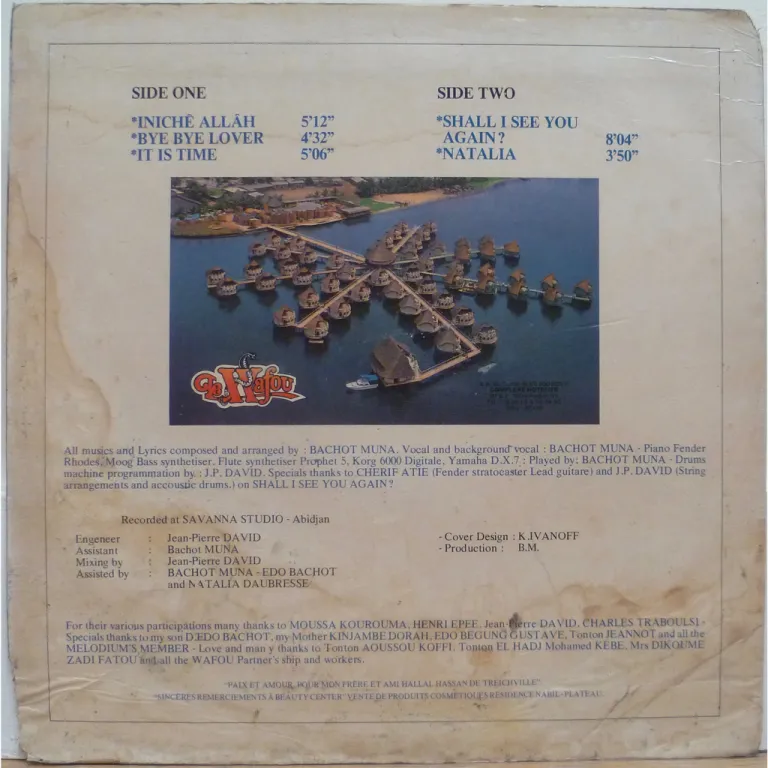 SIDE ONE
*INICHÊ ALLÂH 5'12"
*BYE BYE LOVER 4'32"
*IT IS TIME 5'06"
SIDE TWO
*SHALL I SEE YOU
AGAIN ? 8'04"
*NATALIA 3'50"
Le Wafou
All musics and Lyrics composed and arranged by : BACHOT MUNA. Vocal and background vocal : BACHOT MUNA - Piano Fender
Rhodes, Moog Bass synthetiser. Flute synthetiser Prophet 5, Korg 6000 Digitale, Yamaha D.X.7 ; Played by: BACHOT MUNA - Drums
machine programmation by : J.P. DAVID. Specials thanks to CHERIF ATIE (Fender stratocaster Lead guitare) and J.P. DAVID (String
arrangements and accoustic drums.) on SHALL I SEE YOU AGAIN ?
Recorded at SAVANNA STUDIO - Abidjan
Engeneer : Jean-Pierre DAVID
Assistant : Bachot MUNA
Mixing by : Jean-Pierre DAVID
Assisted by : BACHOT MUNA - EDO BACHOT
and NATALIA DAUBRESSE
- Cover Design : K.IVANOFF
- Production : B.M.
For their various participations many thanks to MOUSSA KOUROUMA, HENRI EPEE, Jean-Pierre DAVID, CHARLES TRABOULSI -
Specials thanks to my son D.EDO BACHOT, my Mother KINJAMBE DORAH, EDO BEGUNG GUSTAVE, Tonton JEANNOT and all the
MELODIUM'S MEMBER - Love and man y thanks to Tonton AOUSSOU KOFFI. Tonton EL HADJ Mohamed KEBE, Mrs DIKOUME
ZADI FATOU and all the WAFOU Partner's ship and workers.
"PAIX ET AMOUR POUR MON FRERE ET AMI HALLAL HASSAN DE TREICHVILLE"
"SINCÈRES REMERCIEMENTS À BEAUTY CENTER" VENTE DE PRODUITS COSMETIQUES RÉSIDENCE NABIL - PLATEAU.